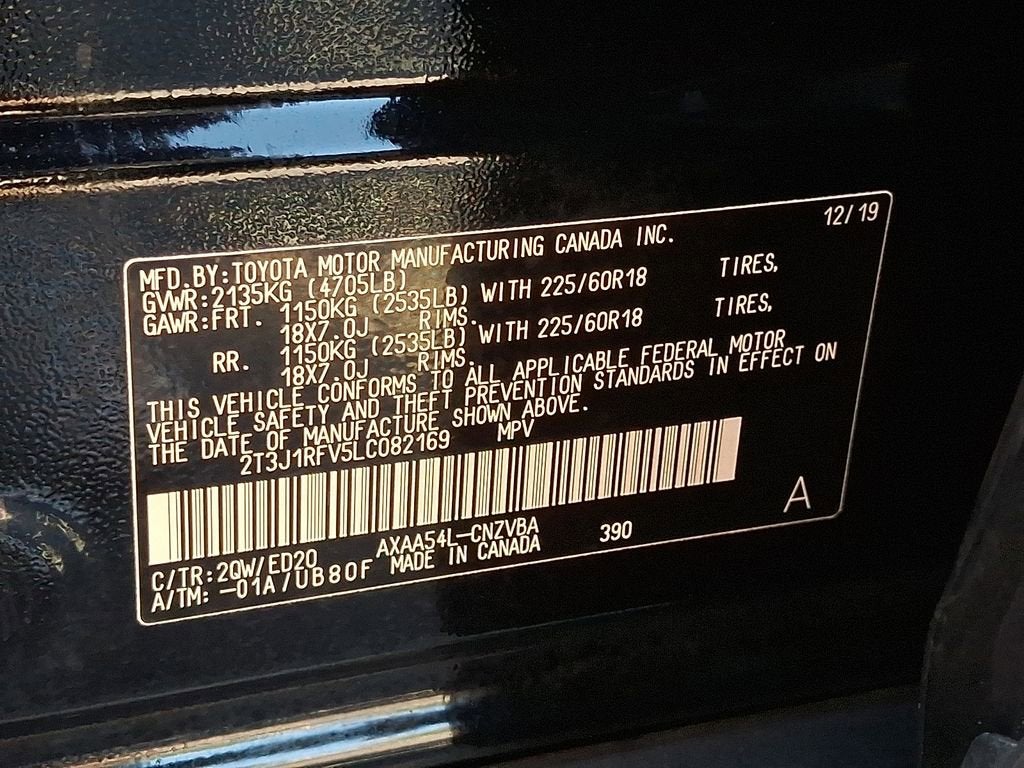 12/19
MFD.BY:TOYOTA MOTOR MANUFACTURING CANADA INC.
GVWR:2135KG (4705LB)
GAWR:FRT. 1150KG (2535LB) WITH 225/60R18 TIRES,
18X7.0J RIMS.
RR. 1150KG (2535LB) WITH 225/60R18 TIRES,
18X7.0J RIMS.
THIS VEHICLE CONFORMS TO ALL APPLICABLE FEDERAL MOTOR
VEHICLE SAFETY AND THEFT PREVENTION STANDARDS IN EFFECT ON
THE DATE OF MANUFACTURE SHOWN ABOVE.
2T3J1RFV5LC082169 MPV
A
C/TR:2QW/ED20 AXAA54L-CNZVBA 390
A/TM:-01A/UB80F MADE IN CANADA